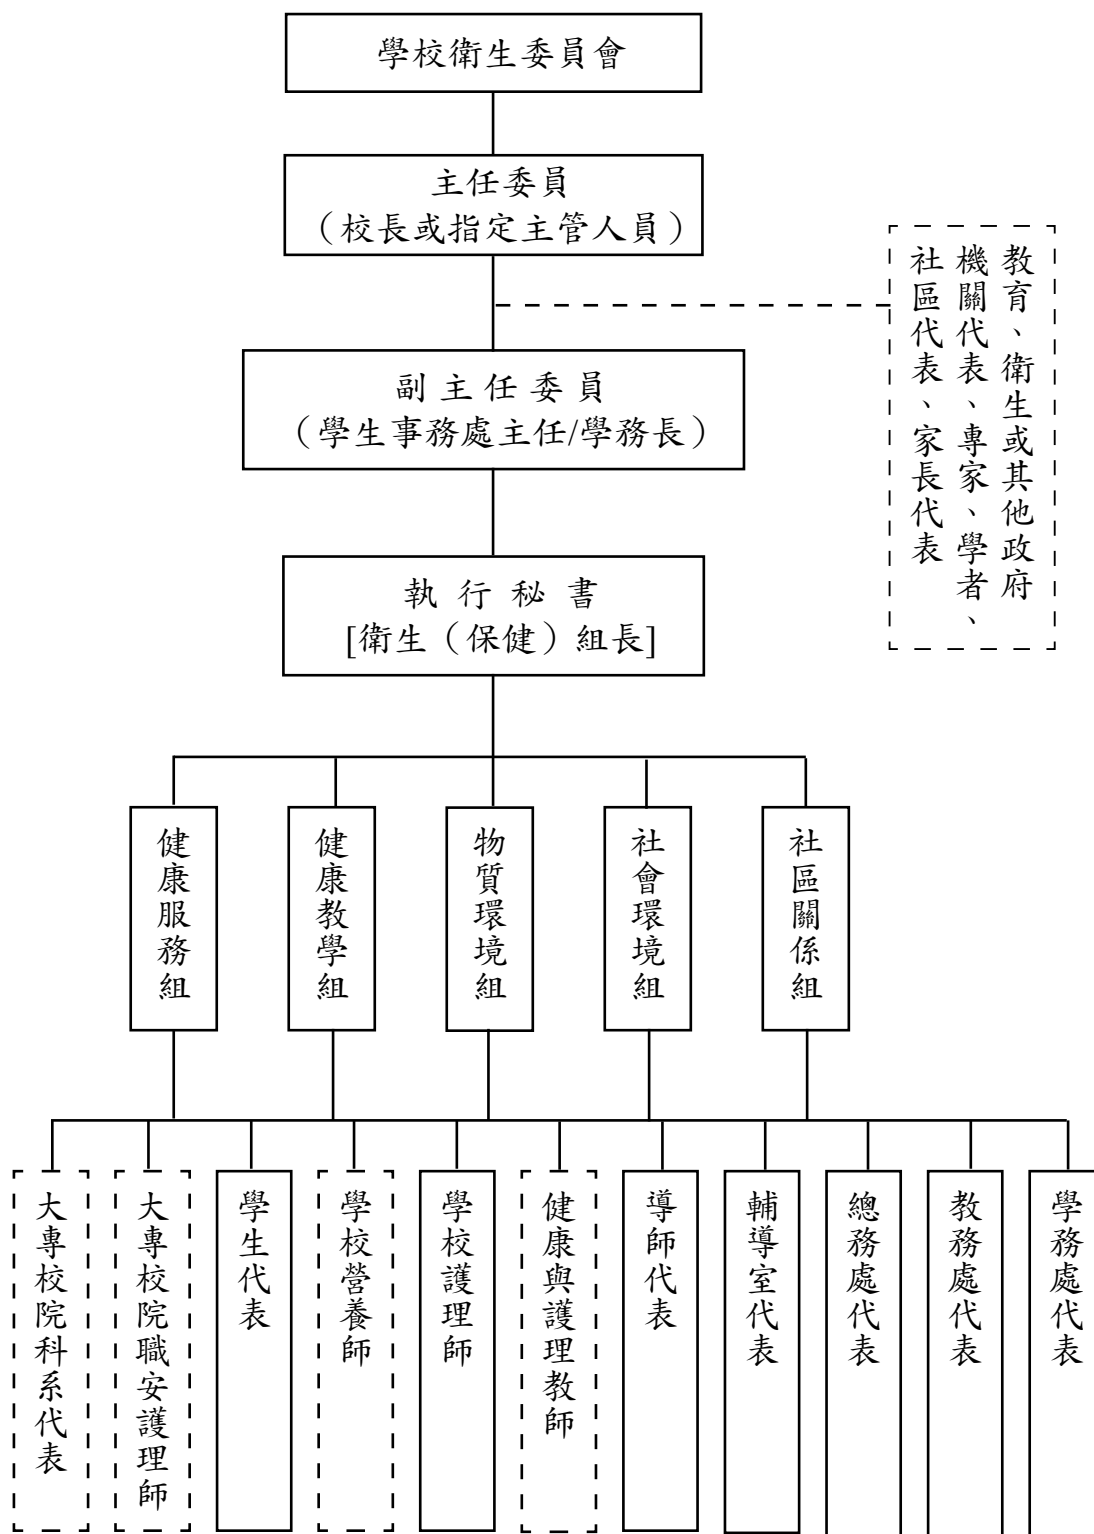 學校衛生委員會
主任委員
（校長或指定主管人員）
教育、衛生或其他政府
機關代表、專家、學者、
社區代表、家長代表
副主任委員
（學生事務處主任/學務長）
執行秘書
[衛生（保健）組長]
健康服務組
健康教學組
物質環境組
社會環境組
社區關係組
大專校院科系代表
大專校院職安護理師
學生代表
學校營養師
學校護理師
健康與護理教師
導師代表
輔導室代表
總務處代表
教務處代表
學務處代表